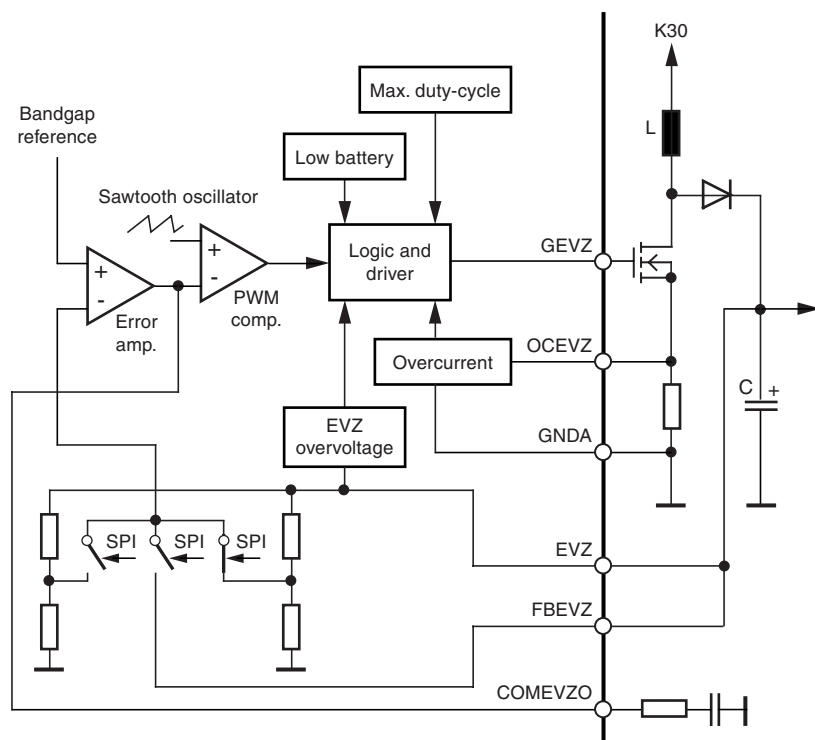 K30
Max. duty-cycle
L
Bandgap
reference
Low battery
Sawtooth oscillator
+
-
+
-
Logic and
driver
GEVZ
PWM
comp.
Error
amp.
Overcurrent
OCEVZ
C
+
GNDA
EVZ
overvoltage
SPI
SPI
SPI
EVZ
FBEVZ
COMEVZO